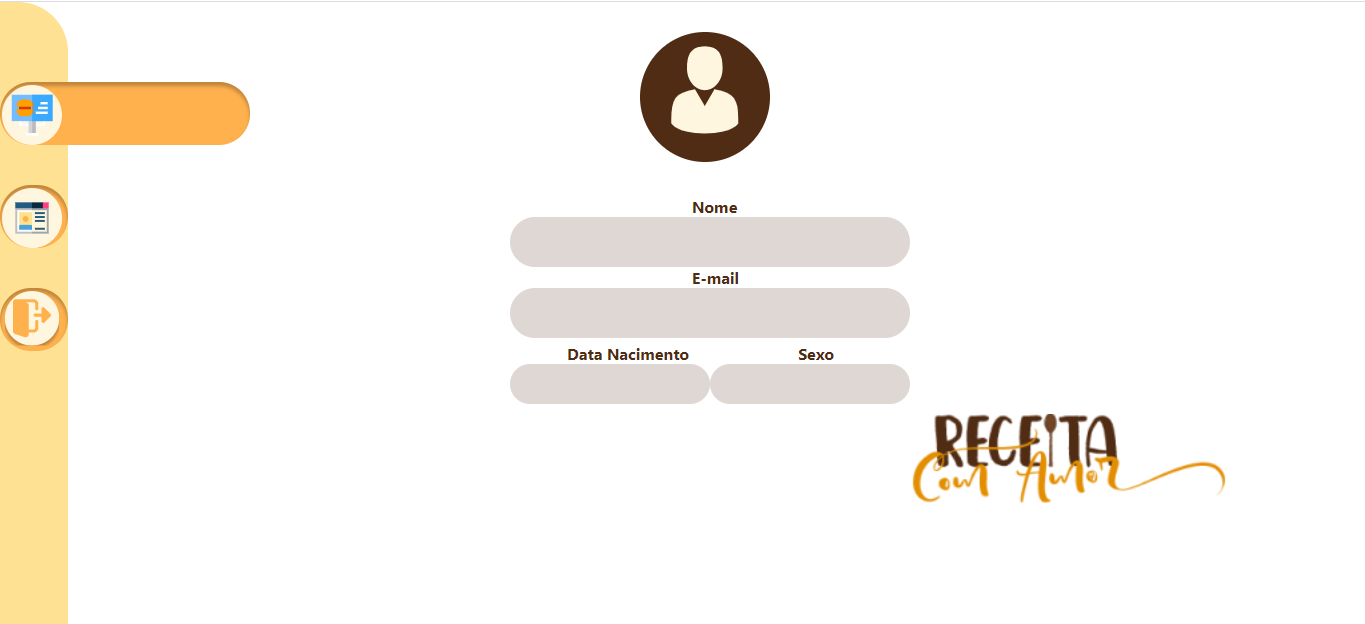 Nome
E-mail
Data Nacimento Sexo
RECEITA
Com Amor